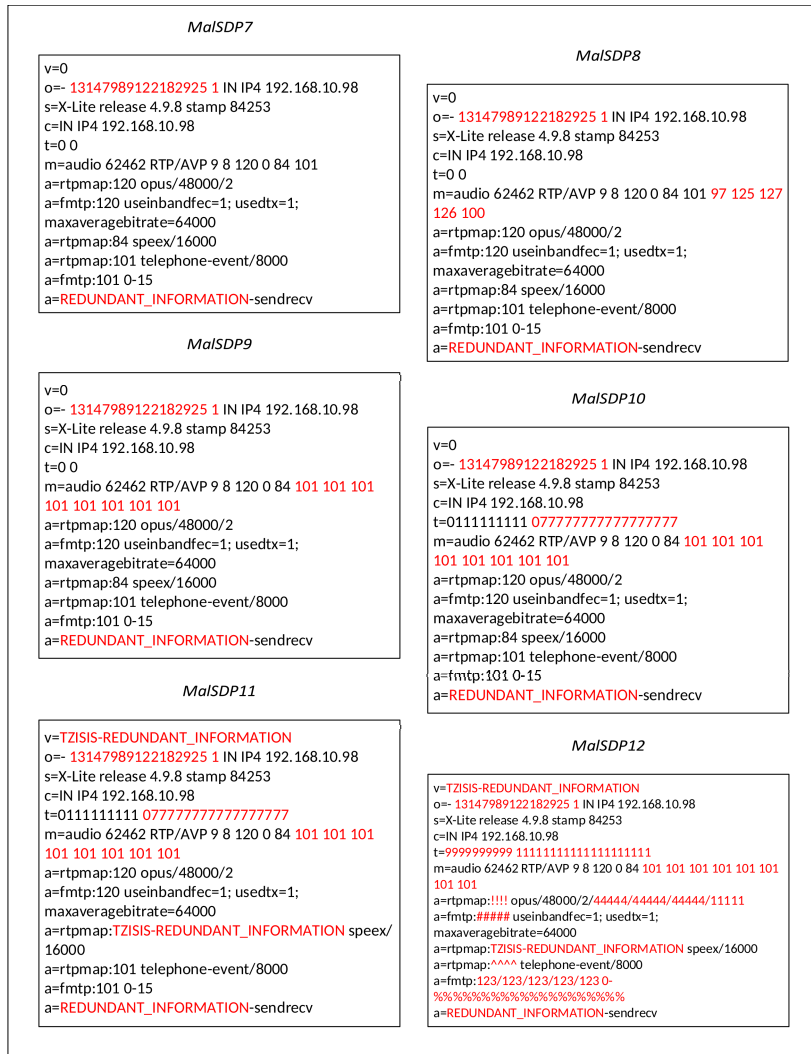 MalSDP7
v=0
o=- 13147989122182925 1 IN IP4 192.168.10.98
s=X-Lite release 4.9.8 stamp 84253
c=IN IP4 192.168.10.98
t=0 0
m=audio 62462 RTP/AVP 9 8 120 0 84 101
a=rtpmap:120 opus/48000/2
a=fmtp:120 useinbandfec=1; usedtx=1;
maxaveragebitrate=64000
a=rtpmap:84 speex/16000
a=rtpmap:101 telephone-event/8000
a=fmtp:101 0-15
a=REDUNDANT_INFORMATION-sendrecv
MalSDP8
v=0
o=- 13147989122182925 1 IN IP4 192.168.10.98
s=X-Lite release 4.9.8 stamp 84253
c=IN IP4 192.168.10.98
t=0 0
m=audio 62462 RTP/AVP 9 8 120 0 84 101 97 125 127
126 100
a=rtpmap:120 opus/48000/2
a=fmtp:120 useinbandfec=1; usedtx=1;
maxaveragebitrate=64000
a=rtpmap:84 speex/16000
a=rtpmap:101 telephone-event/8000
a=fmtp:101 0-15
a=REDUNDANT_INFORMATION-sendrecv
MalSDP9
v=0
o=- 13147989122182925 1 IN IP4 192.168.10.98
s=X-Lite release 4.9.8 stamp 84253
c=IN IP4 192.168.10.98
t=0 0
m=audio 62462 RTP/AVP 9 8 120 0 84 101 101 101
101 101 101 101 101
a=rtpmap:120 opus/48000/2
a=fmtp:120 useinbandfec=1; usedtx=1;
maxaveragebitrate=64000
a=rtpmap:84 speex/16000
a=rtpmap:101 telephone-event/8000
a=fmtp:101 0-15
a=REDUNDANT_INFORMATION-sendrecv
MalSDP10
v=0
o=- 13147989122182925 1 IN IP4 192.168.10.98
s=X-Lite release 4.9.8 stamp 84253
c=IN IP4 192.168.10.98
t=0111111111 077777777777777777
m=audio 62462 RTP/AVP 9 8 120 0 84 101 101 101
101 101 101 101 101
a=rtpmap:120 opus/48000/2
a=fmtp:120 useinbandfec=1; usedtx=1;
maxaveragebitrate=64000
a=rtpmap:84 speex/16000
a=rtpmap:101 telephone-event/8000
a=fmtp:101 0-15
a=REDUNDANT_INFORMATION-sendrecv
MalSDP11
v=TZISIS-REDUNDANT_INFORMATION
o=- 13147989122182925 1 IN IP4 192.168.10.98
s=X-Lite release 4.9.8 stamp 84253
c=IN IP4 192.168.10.98
t=0111111111 077777777777777777
m=audio 62462 RTP/AVP 9 8 120 0 84 101 101 101
101 101 101 101 101
a=rtpmap:120 opus/48000/2
a=fmtp:120 useinbandfec=1; usedtx=1;
maxaveragebitrate=64000
a=rtpmap:TZISIS-REDUNDANT_INFORMATION speex/
16000
a=rtpmap:101 telephone-event/8000
a=fmtp:101 0-15
a=REDUNDANT_INFORMATION-sendrecv
MalSDP12
v=TZISIS-REDUNDANT_INFORMATION
o=- 13147989122182925 1 IN IP4 192.168.10.98
s=X-Lite release 4.9.8 stamp 84253
c=IN IP4 192.168.10.98
t=9999999999 11111111111111111111
m=audio 62462 RTP/AVP 9 8 120 0 84 101 101 101 101 101 101
101 101
a=rtpmap:!!!! opus/48000/2/44444/44444/44444/11111
a=fmtp:##### useinbandfec=1; usedtx=1;
maxaveragebitrate=64000
a=rtpmap:TZISIS-REDUNDANT_INFORMATION speex/16000
a=rtpmap:^^^^ telephone-event/8000
a=fmtp:123/123/123/123/123 0-
%%%%%%%%%%%%%%%%%%%%
a=REDUNDANT_INFORMATION-sendrecv